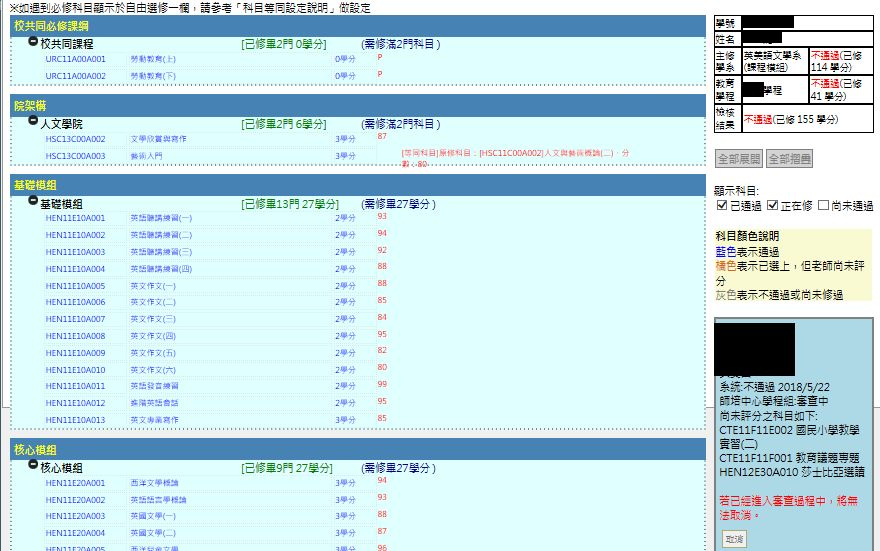 ※如遇到必修科目顯示於自由選修一欄，請參考「科目等同設定說明」做設定
校共同必修課綱
校共同課程 [已修畢2門 0學分] (需修滿2門科目 )
URC11A00A001 勞動教育(上) 0學分 P
URC11A00A002 勞動教育(下) 0學分 P
院架構
人文學院 [已修畢2門 6學分] (需修滿2門科目 )
HSC13C00A002 文學欣賞與寫作 3學分 87
HSC13C00A003 藝術入門 3學分 [等同科目]原修科目：[HSC11C00A002]人文與藝術概論(二)．分
數：80
基礎模組
基礎模組 [已修畢13門 27學分] (需修畢27學分 )
HEN11E10A001 英語聽講練習(一) 2學分 93
HEN11E10A002 英語聽講練習(二) 2學分 94
HEN11E10A003 英語聽講練習(三) 2學分 92
HEN11E10A004 英語聽講練習(四) 2學分 88
HEN11E10A005 英文作文(一) 2學分 88
HEN11E10A006 英文作文(二) 2學分 85
HEN11E10A007 英文作文(三) 2學分 84
HEN11E10A008 英文作文(四) 2學分 95
HEN11E10A009 英文作文(五) 2學分 82
HEN11E10A010 英文作文(六) 2學分 80
HEN11E10A011 英語發音練習 2學分 99
HEN11E10A012 進階英語會話 2學分 95
HEN11E10A013 英文專業寫作 3學分 85
核心模組
核心模組 [已修畢9門 27學分] (需修畢27學分 )
HEN11E20A001 西洋文學概論 3學分 94
HEN11E20A002 英語語言學概論 3學分 93
HEN11E20A003 英國文學(一) 3學分 88
HEN11E20A004 英國文學(二) 3學分 87
HEN11E20A005 西洋兒童文學 3學分 96
學號
姓名
主修
學系 英美語文學系
(課程模組) 不通過(已修
114 學分)
教育
學程 學程 不通過(已修
41 學分)
檢核
結果 不通過(已修 155 學分)
全部展開 全部摺疊
顯示科目:
已通過 正在修 尚未通過
科目顏色說明
藍色表示通過
橘色表示已選上，但老師尚未評
分
灰色表示不通過或尚未修過
系統:不通過 2018/5/22
師培中心學程組:審查中
尚未評分之科目如下:
CTE11F11E002 國民小學教學
實習(二)
CTE11F11F001 教育議題專題
HEN12E30A010 莎士比亞選讀
若已經進入審查過程中，將無
法取消。
取消